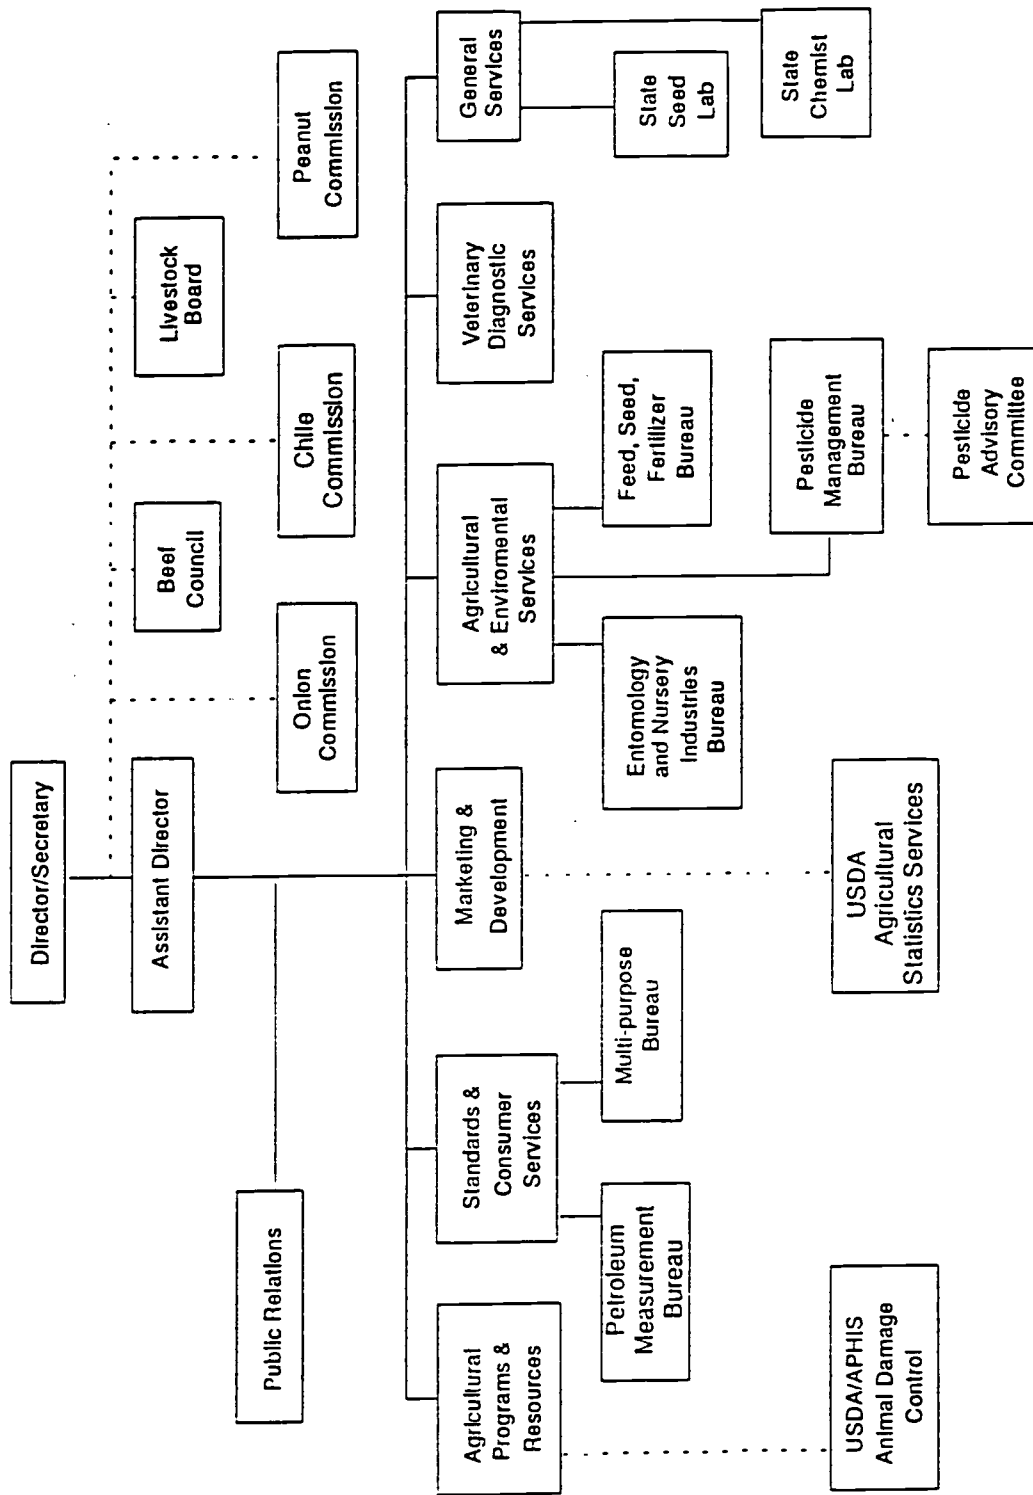 Director/Secretary
Assistant Director
Beef
Council
Livestock
Board
Public Relations
Onion
Commission
Chile
Commission
Peanut
Commission
Agricultural
Programs &
Resources
Standards &
Consumer
Services
Marketing &
Development
Agricultural
& Enviromental
Services
Veterinary
Diagnostic
Services
General
Services
Petroleum
Measurement
Bureau
Multi-purpose
Bureau
Entomology
and Nursery
Industries
Bureau
Feed, Seed,
Fertilizer
Bureau
State
Seed
Lab
Pesticide
Management
Bureau
State
Chemist
Lab
USDA/APHIS
Animal Damage
Control
USDA
Agricultural
Statistics Services
Pesticide
Advisory
Committee